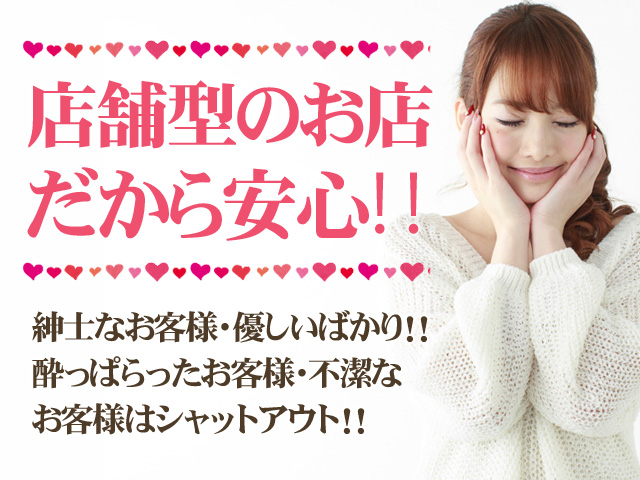 店舗型のお店
だから安心!!
紳士なお客様・優しいばかり!!
酔っぱらったお客様・不潔な
お客様はシャットアウト!!